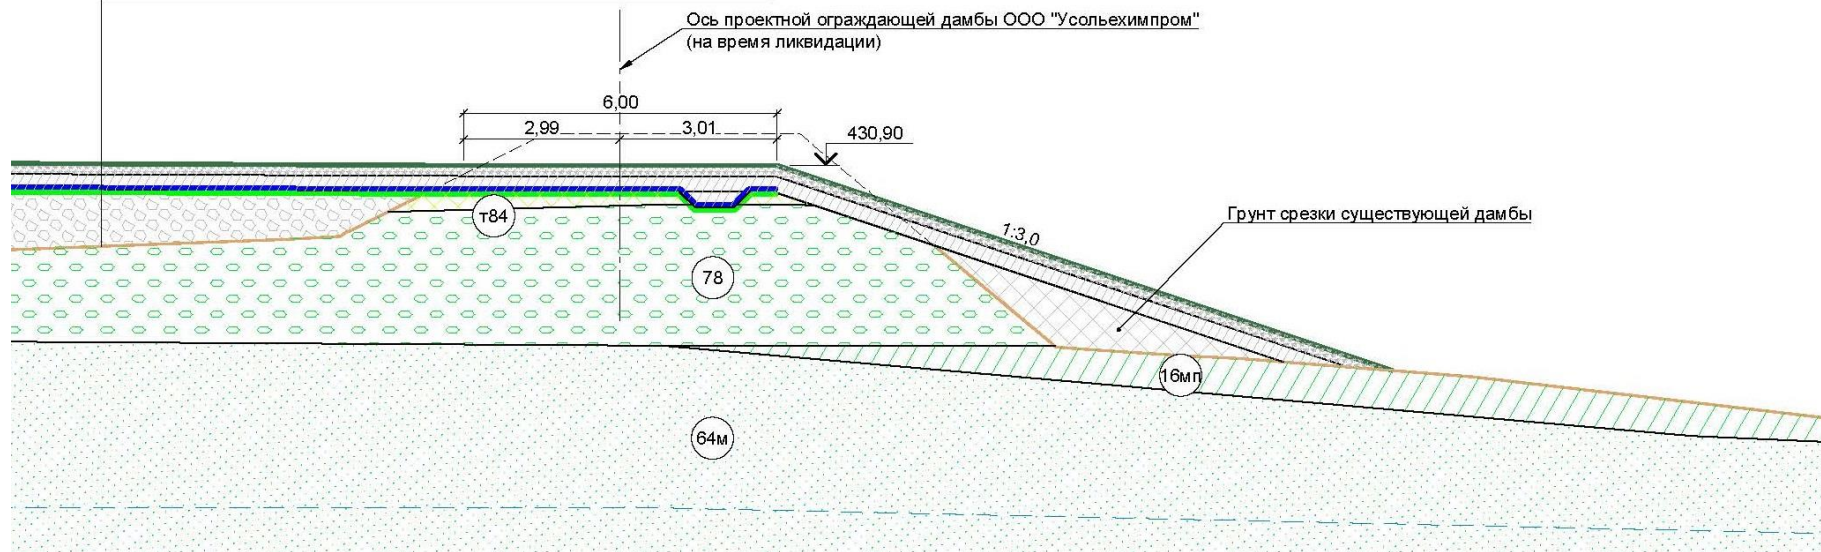 Ось проектной ограждающей дамбы ООО "Усольехимпром"
(на время ликвидации)
6,00
2,99
3,01
430,90
т84
Грунт срезки существующей дамбы
1:3,0
78
16мп
64м